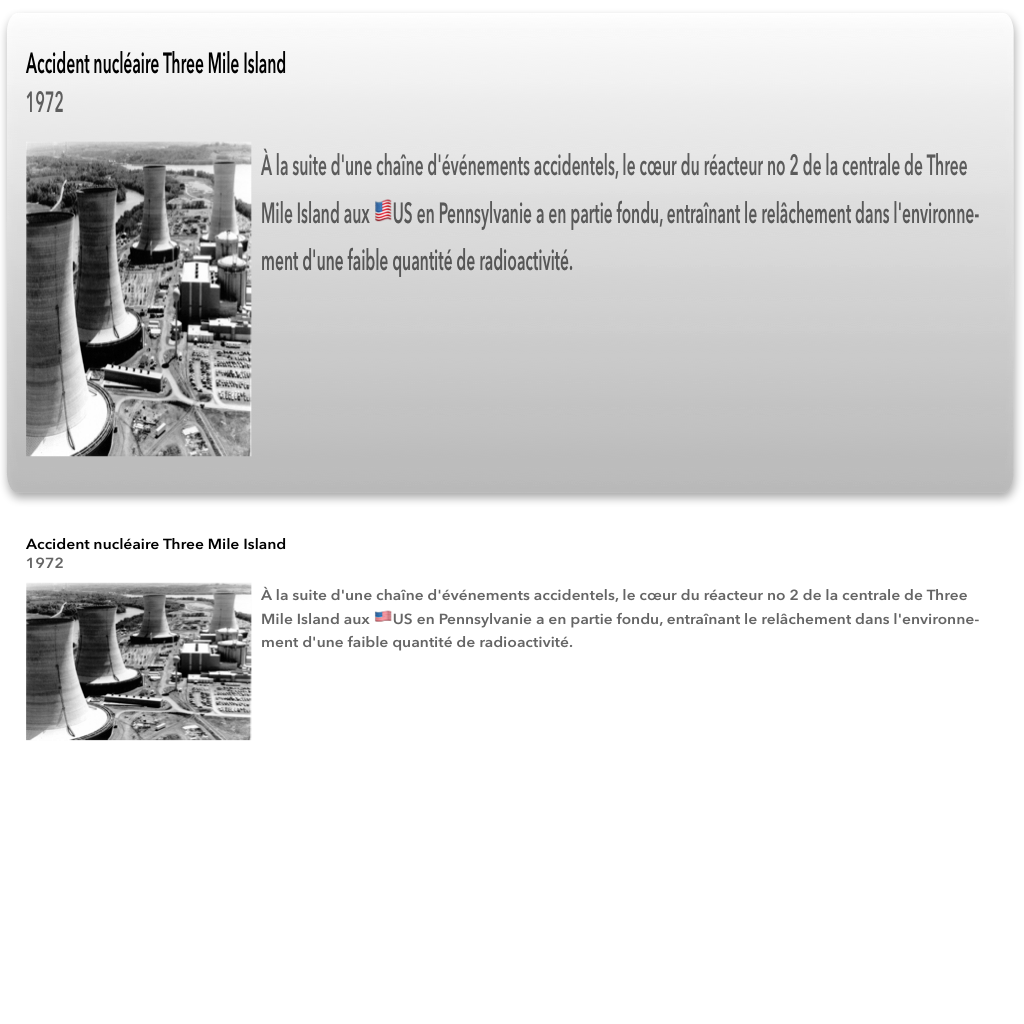 Accident nucléaire Three Mile Island
1972
À la suite d'une chaîne d'événements accidentels, le cœur du réacteur no 2 de la centrale de Three
Mile Island aux 🇺🇸US en Pennsylvanie a en partie fondu, entraînant le relâchement dans l'environne-
ment d'une faible quantité de radioactivité.
Accident nucléaire Three Mile Island
1972
À la suite d'une chaîne d'événements accidentels, le cœur du réacteur no 2 de la centrale de Three
Mile Island aux 🇺🇸US en Pennsylvanie a en partie fondu, entraînant le relâchement dans l'environne-
ment d'une faible quantité de radioactivité.